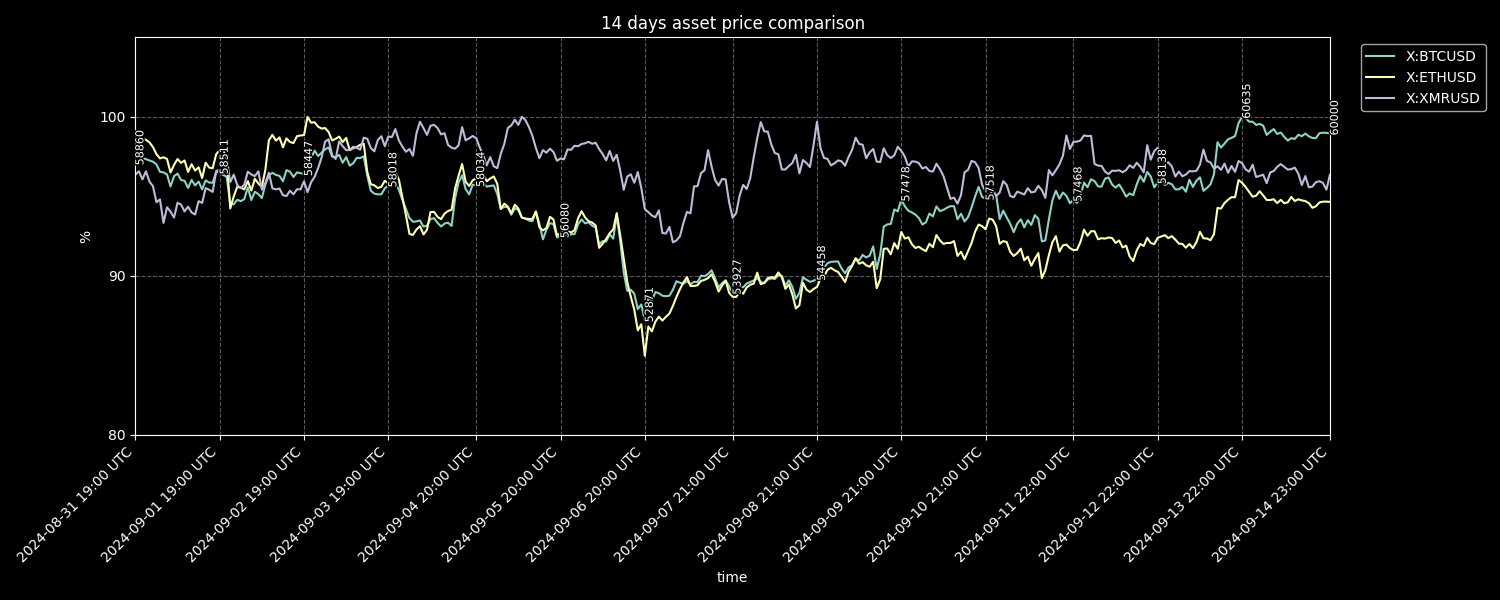 14 days asset price comparison
X:BTCUSD
X:ETHUSD
X:XMRUSD
%
100
90
80
58860
58511
58447
58018
58034
56080
52871
53927
54458
57478
57518
57468
58138
60635
60000
2024-08-31 19:00 UTC
2024-09-01 19:00 UTC
2024-09-02 19:00 UTC
2024-09-03 19:00 UTC
2024-09-04 20:00 UTC
2024-09-05 20:00 UTC
2024-09-06 20:00 UTC
2024-09-07 21:00 UTC
2024-09-08 21:00 UTC
2024-09-09 21:00 UTC
2024-09-10 21:00 UTC
2024-09-11 22:00 UTC
2024-09-12 22:00 UTC
2024-09-13 22:00 UTC
2024-09-14 23:00 UTC
time